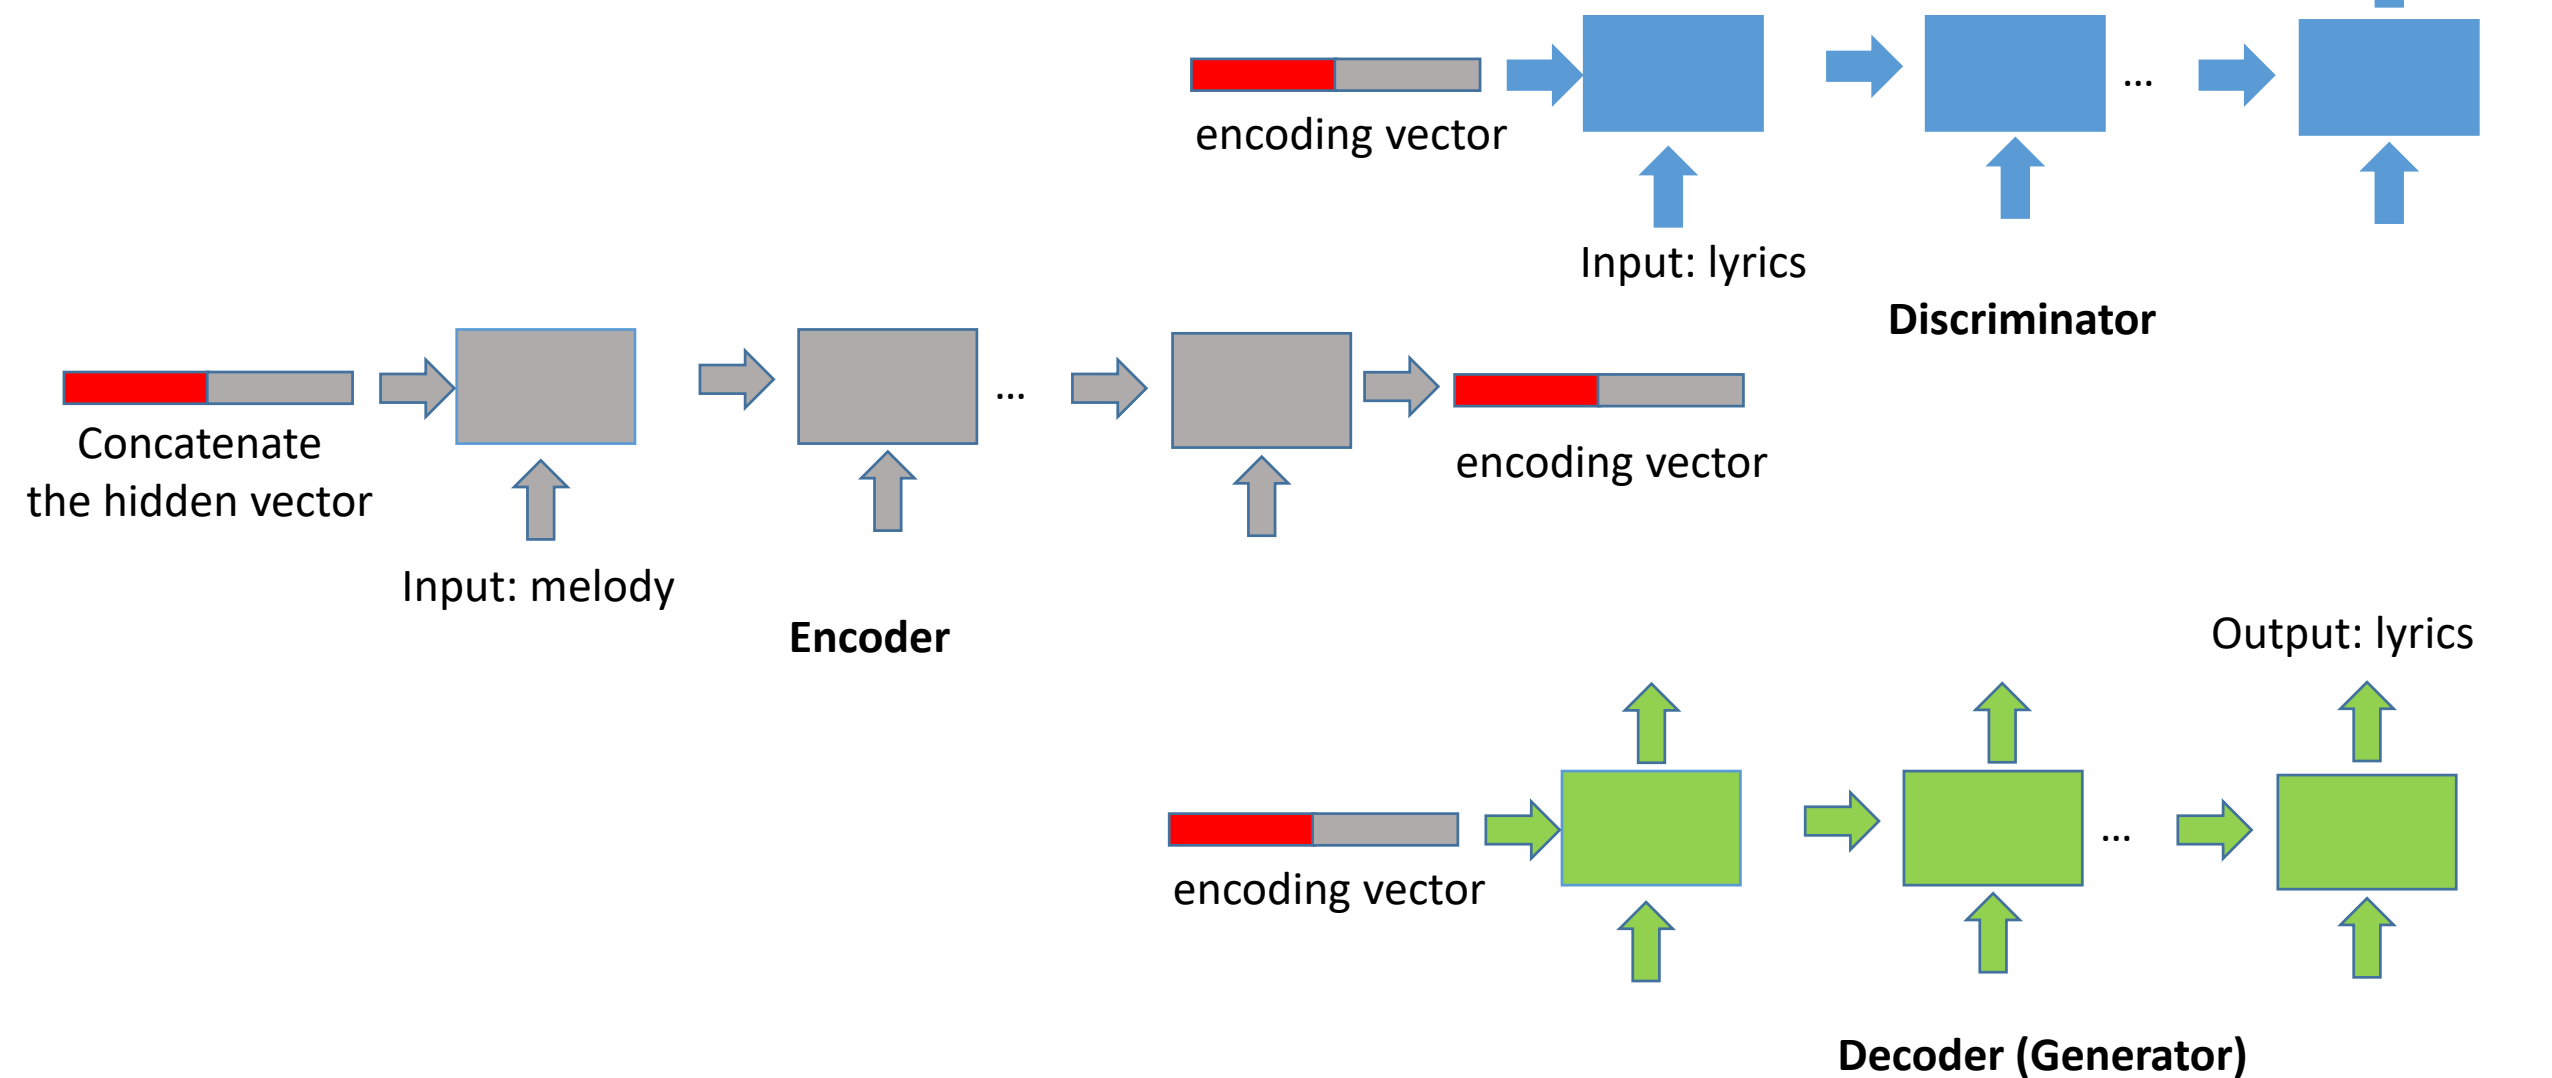 ...
encoding vector
Input: lyrics
Discriminator
...
Concatenate
the hidden vector
encoding vector
Input: melody
Encoder
Output: lyrics
...
encoding vector
Decoder (Generator)